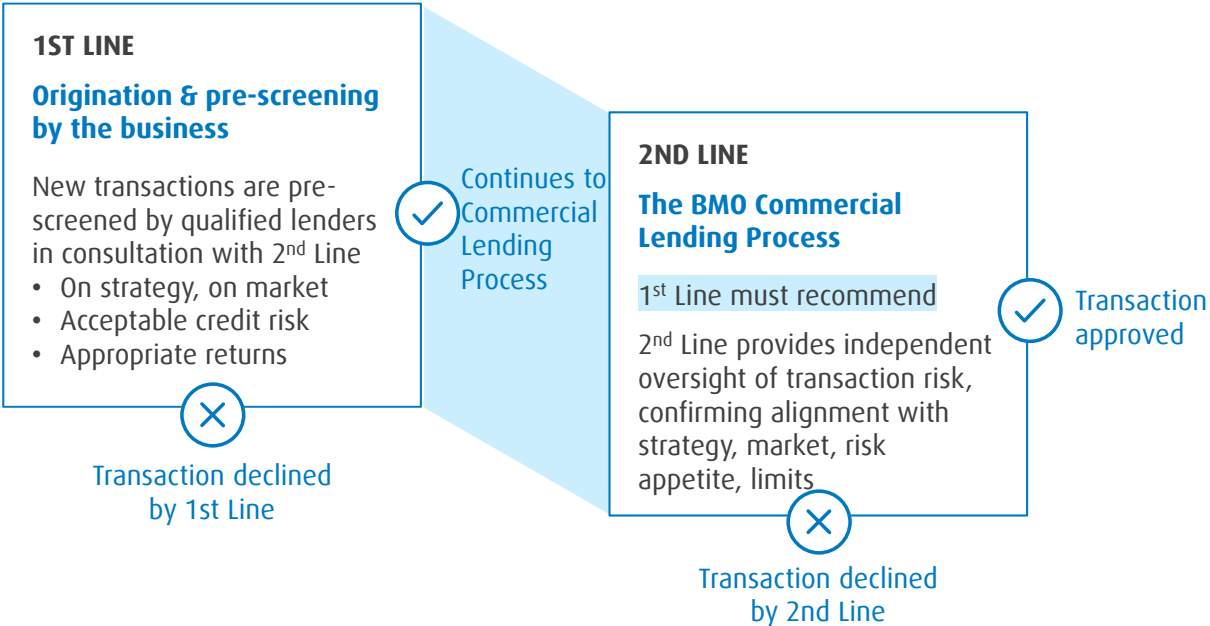 1ST LINE
Origination & pre-screening
by the business
New transactions are pre-
screened by qualified lenders
in consultation with 2nd Line
• On strategy, on market
• Acceptable credit risk
• Appropriate returns
Transaction declined
by 1st Line
Continues to
Commercial
Lending
Process
2ND LINE
The BMO Commercial
Lending Process
1st Line must recommend
2nd Line provides independent
oversight of transaction risk,
confirming alignment with
strategy, market, risk
appetite, limits
Transaction
approved
Transaction declined
by 2nd Line